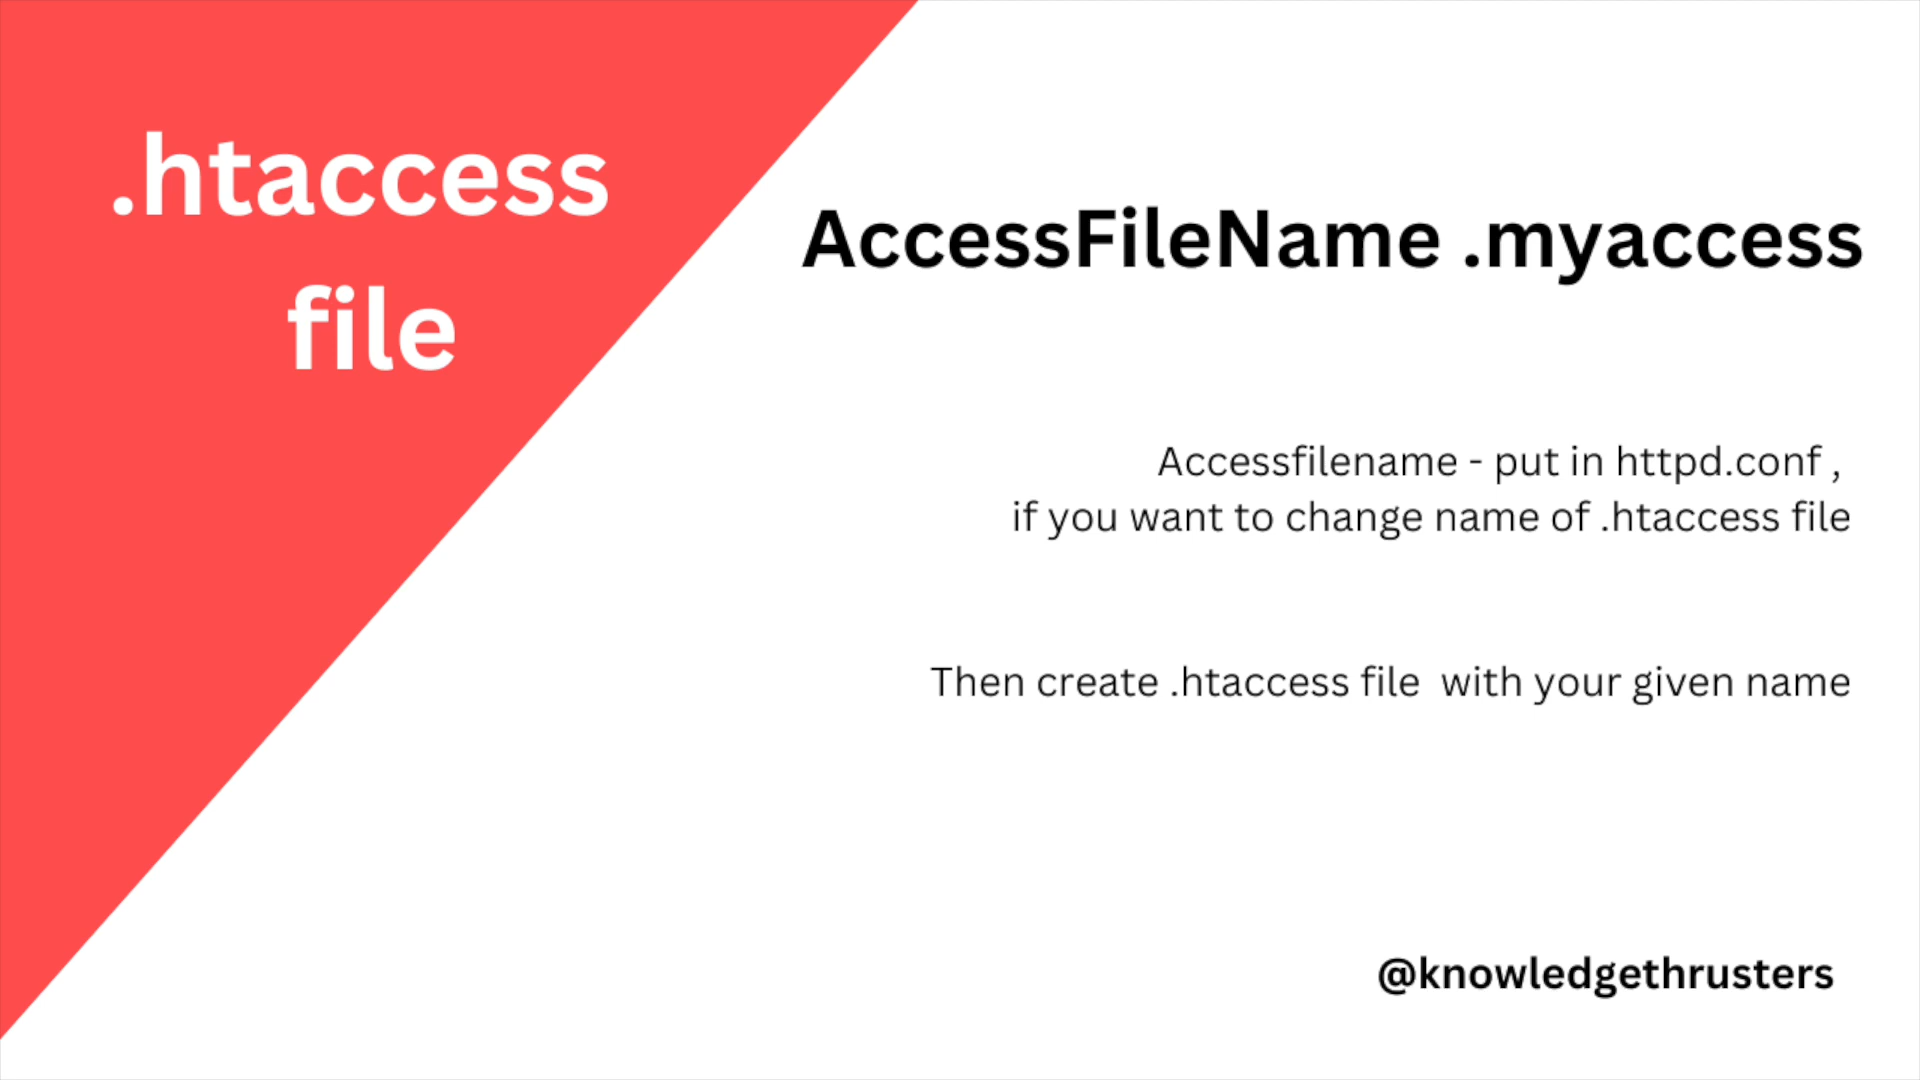 .htaccess
file
AccessFileName .myaccess
Accessfilename - put in httpd.conf ,
if you want to change name of .htaccess file
Then create .htaccess file  with your given name
@knowledgethrusters